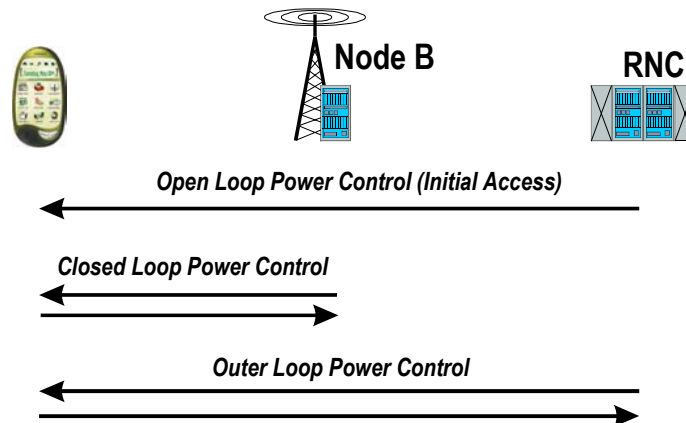 Node B
RNC
Open Loop Power Control (Initial Access)
Closed Loop Power Control
Outer Loop Power Control